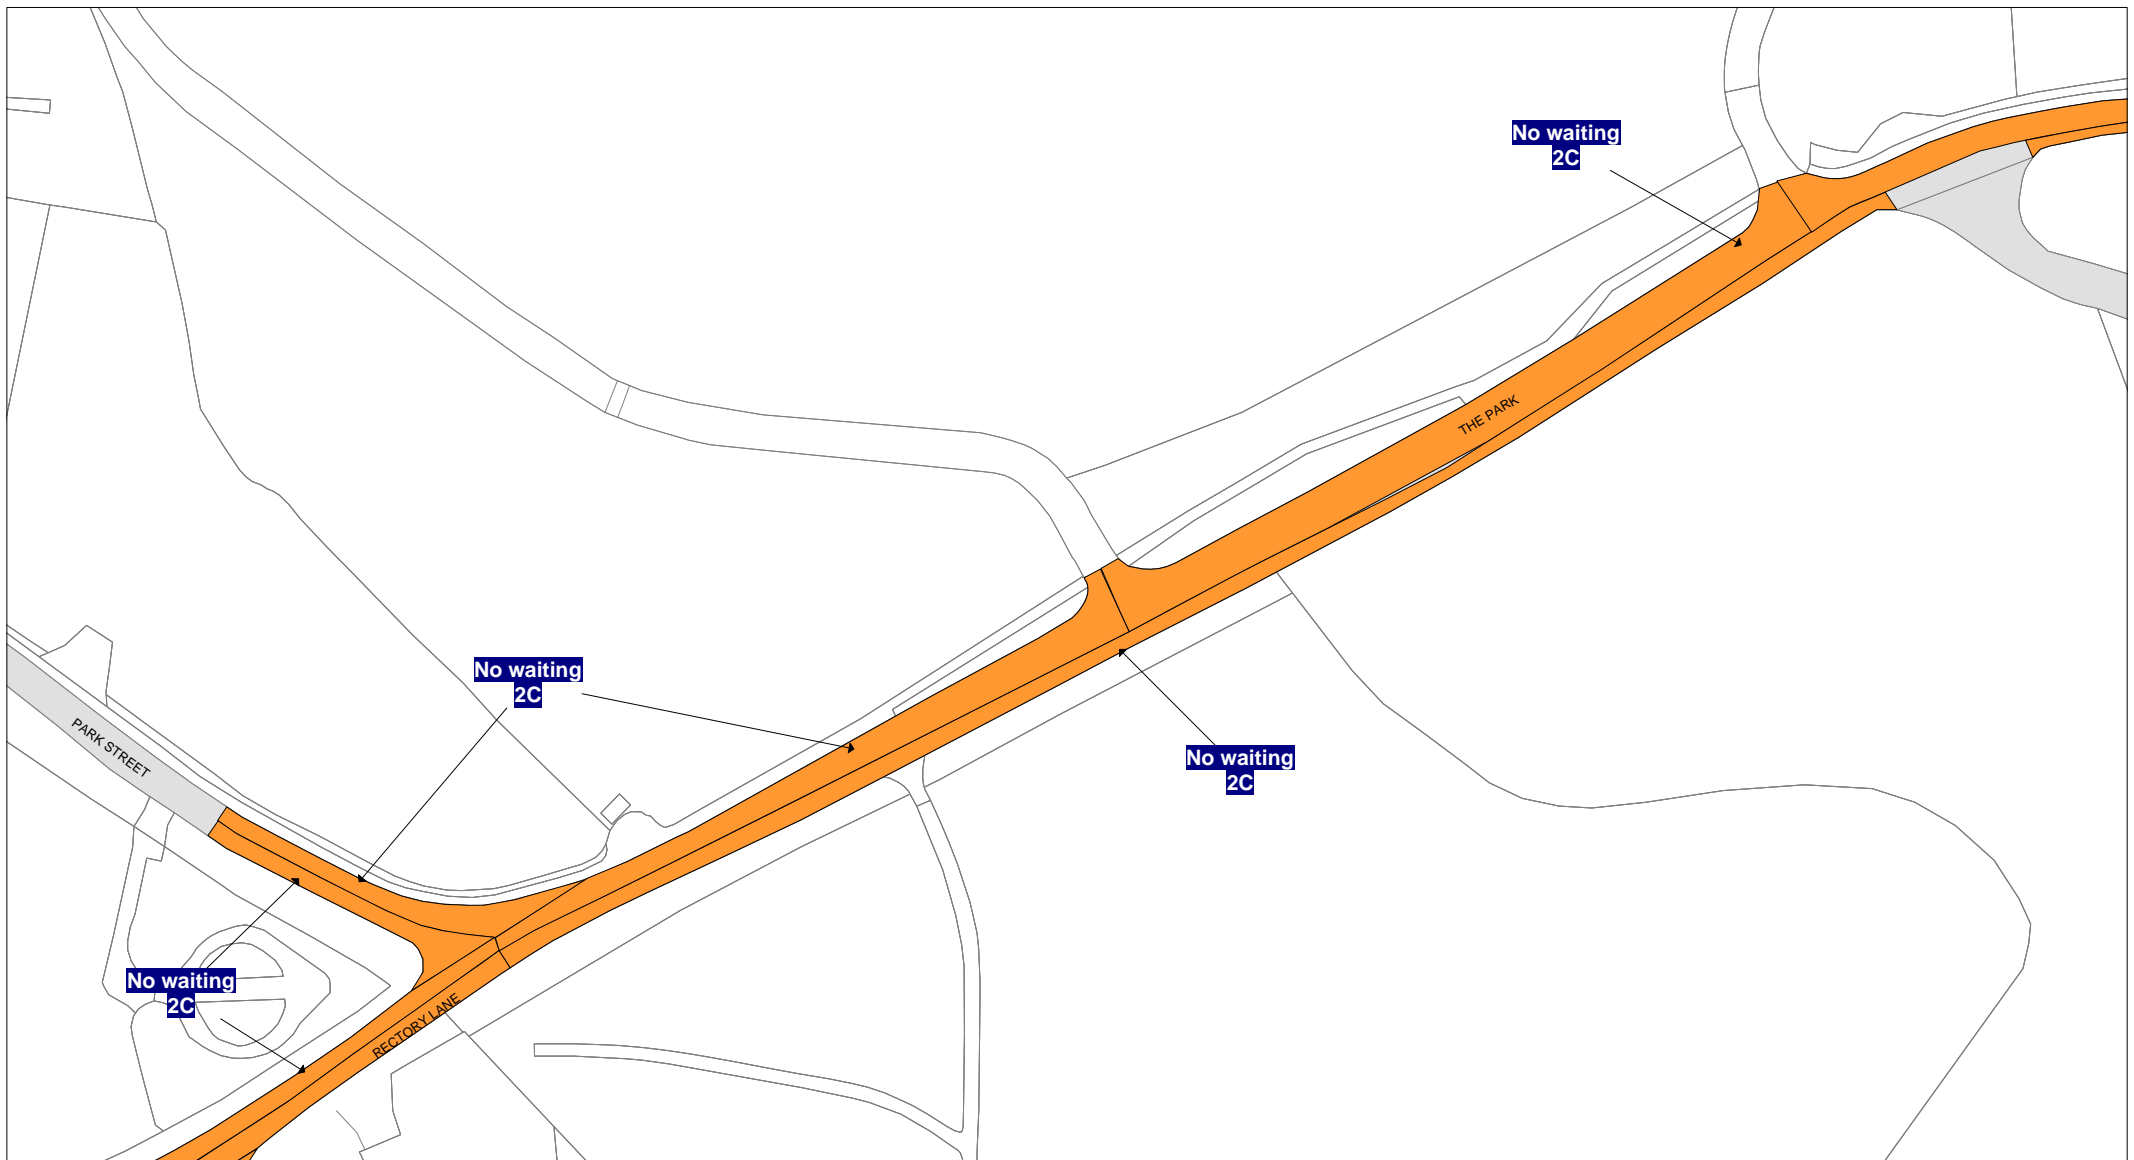 No waiting
2C
THE PARK
No waiting
2C
PARK STREET
No waiting
2C
No waiting
2C
RECTORY LANE